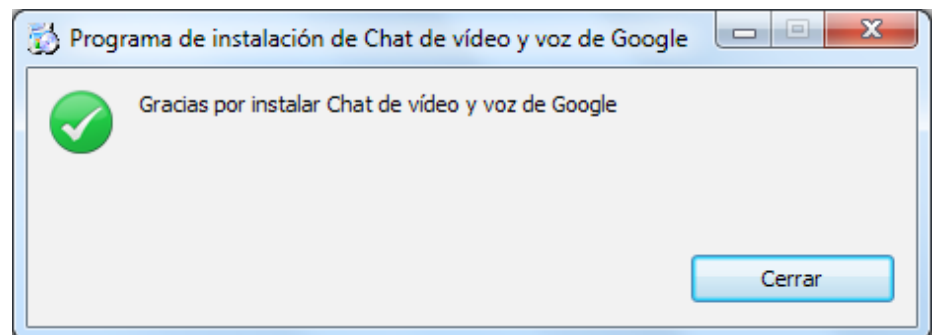 Programa de instalación de Chat de vídeo y voz de Google
Gracias por instalar Chat de vídeo y voz de Google
Cerrar